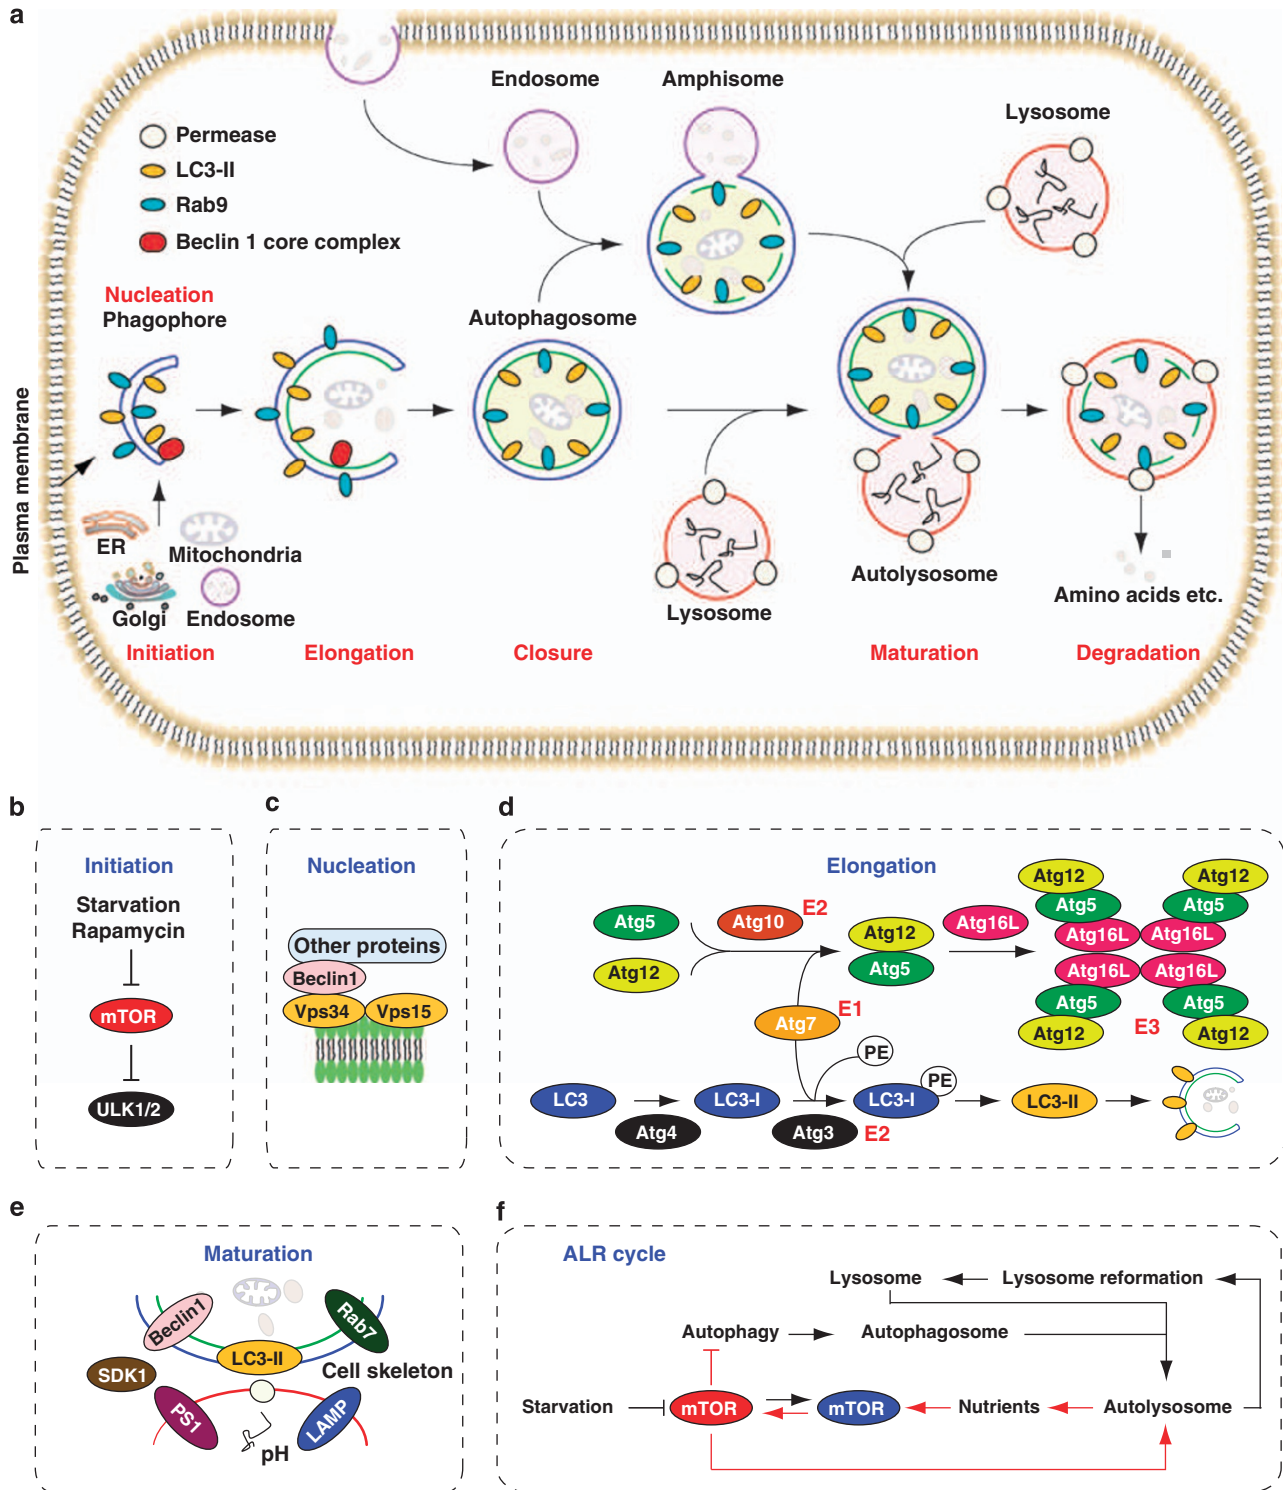 a
Endosome
Amphisome
Lysosome
Permease
LC3-II
Rab9
Beclin 1 core complex
Nucleation
Phagophore
Autophagosome
Plasma membrane
ER
Mitochondria
Golgi
Endosome
Lysosome
Autolysosome
Amino acids etc.
Initiation
Elongation
Closure
Maturation
Degradation
b
Initiation
Starvation
Rapamycin
mTOR
ULK1/2
c
Nucleation
Other proteins
Beclin1
Vps34
Vps15
d
Elongation
Atg5
Atg12
Atg10
E2
Atg12
Atg5
Atg16L
Atg12
Atg12
Atg5
Atg5
Atg16L
Atg16L
Atg16L
Atg16L
Atg5
Atg5
Atg12
E3
Atg12
Atg7
E1
PE
LC3
Atg4
LC3-I
Atg3
E2
LC3-I
PE
LC3-II
e
Maturation
Beclin1
Rab7
LC3-II
Cell skeleton
SDK1
PS1
LAMP
pH
f
ALR cycle
Lysosome
Lysosome reformation
Autophagy
Autophagosome
Starvation
mTOR
mTOR
Nutrients
Autolysosome